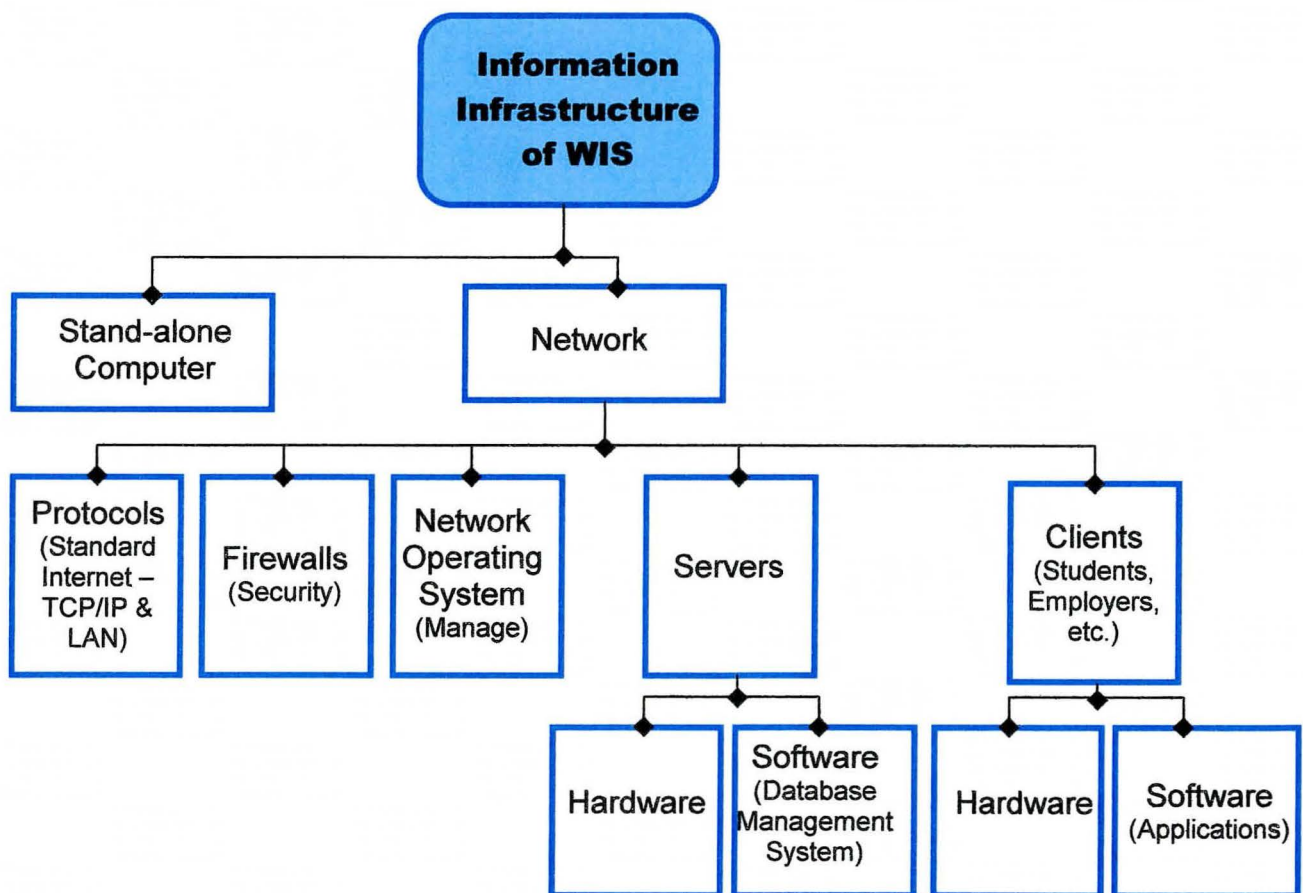 Information
Infrastructure
of WIS
Stand-alone
Computer
Network
Protocols
(Standard
Internet –
TCP/IP &
LAN)
Firewalls
(Security)
Network
Operating
System
(Manage)
Servers
Clients
(Students,
Employers,
etc.)
Hardware
Software
(Database
Management
System)
Hardware
Software
(Applications)